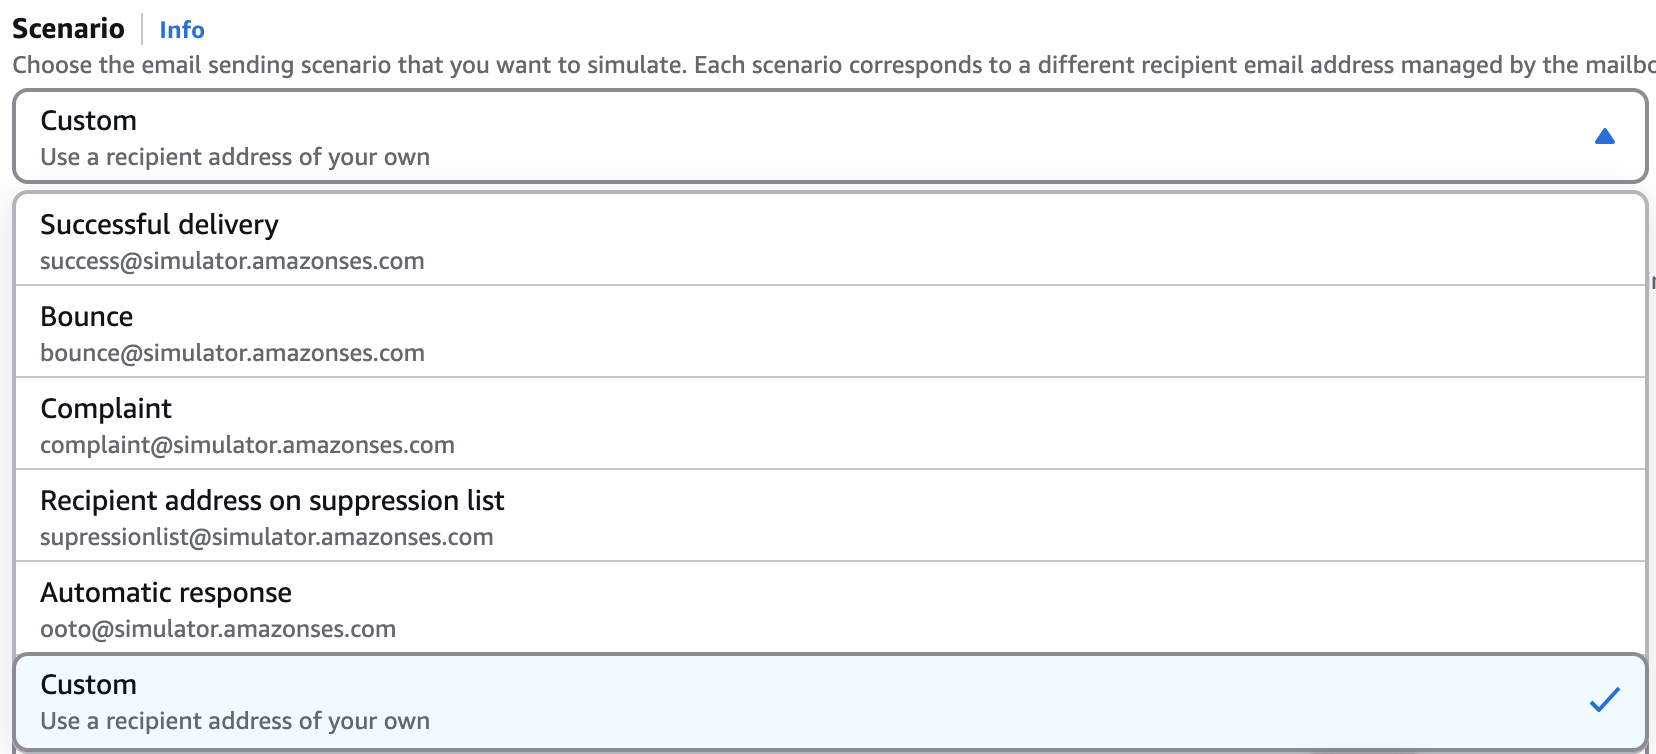 Scenario Info
Choose the email sending scenario that you want to simulate. Each scenario corresponds to a different recipient email address managed by the
Custom
Use a recipient address of your own
Successful delivery
success@simulator.amazonses.com
Bounce
bounce@simulator.amazonses.com
Complaint
complaint@simulator.amazonses.com
Recipient address on suppression list
supressionlist@simulator.amazonses.com
Automatic response
ooto@simulator.amazonses.com
Custom
Use a recipient address of your own